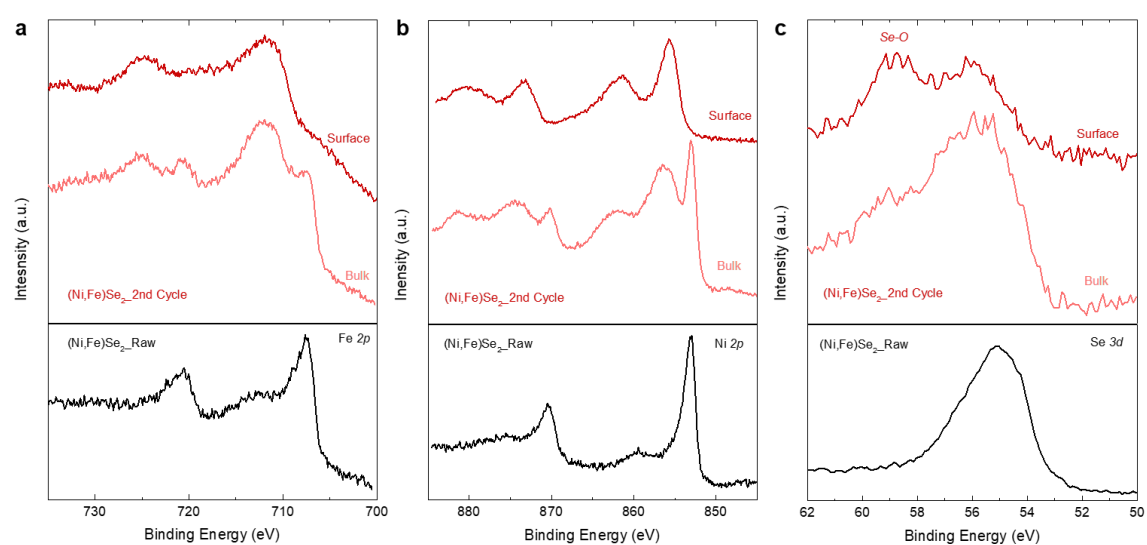 a
Intesnsity (a.u.)
Surface
Bulk
(Ni,Fe)Se2_2nd Cycle
(Ni,Fe)Se2_Raw
Fe 2p
730 720 710 700
Binding Energy (eV)
b
Inensity (a.u.)
Surface
Bulk
(Ni,Fe)Se2_2nd Cycle
(Ni,Fe)Se2_Raw
Ni 2p
880 870 860 850
Binding Energy (eV)
c
Intensity (a.u.)
Se-O
Surface
Bulk
(Ni,Fe)Se2_2nd Cycle
(Ni,Fe)Se2_Raw
Se 3d
62 60 58 56 54 52 50
Binding Energy (eV)